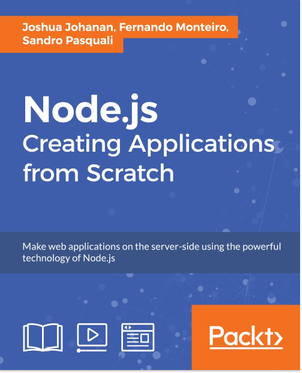 Joshua Johanan, Fernando Monteiro,
Sandro Pasquali
Node.js
Creating Applications
from Scratch
Make web applications on the server-side using the powerful
technology of Node.js
Packt>